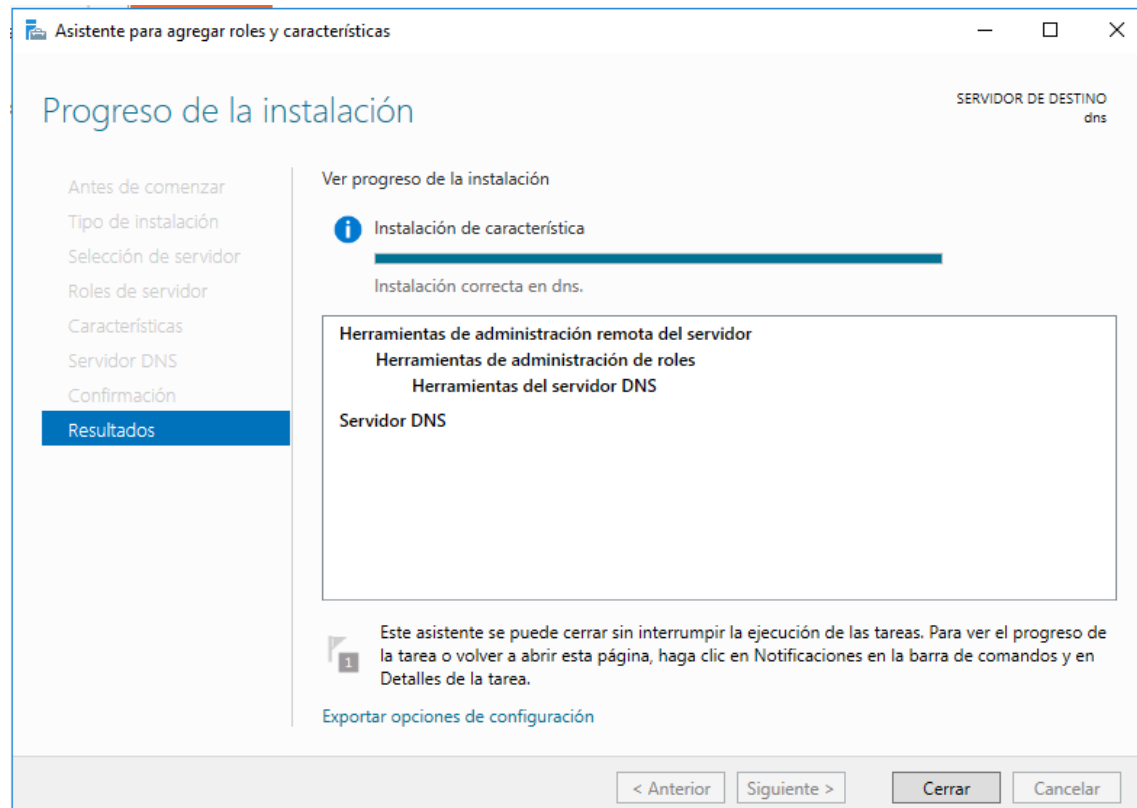 Asistente para agregar roles y características
Progreso de la instalación
SERVIDOR DE DESTINO
dns
Antes de comenzar
Tipo de instalación
Selección de servidor
Roles de servidor
Características
Servidor DNS
Confirmación
Resultados
Ver progreso de la instalación
Instalación de característica
Instalación correcta en dns.
Herramientas de administración remota del servidor
Herramientas de administración de roles
Herramientas del servidor DNS
Servidor DNS
1
Este asistente se puede cerrar sin interrumpir la ejecución de las tareas. Para ver el progreso de
la tarea o volver a abrir esta página, haga clic en Notificaciones en la barra de comandos y en
Detalles de la tarea.
Exportar opciones de configuración
< Anterior
Siguiente >
Cerrar
Cancelar